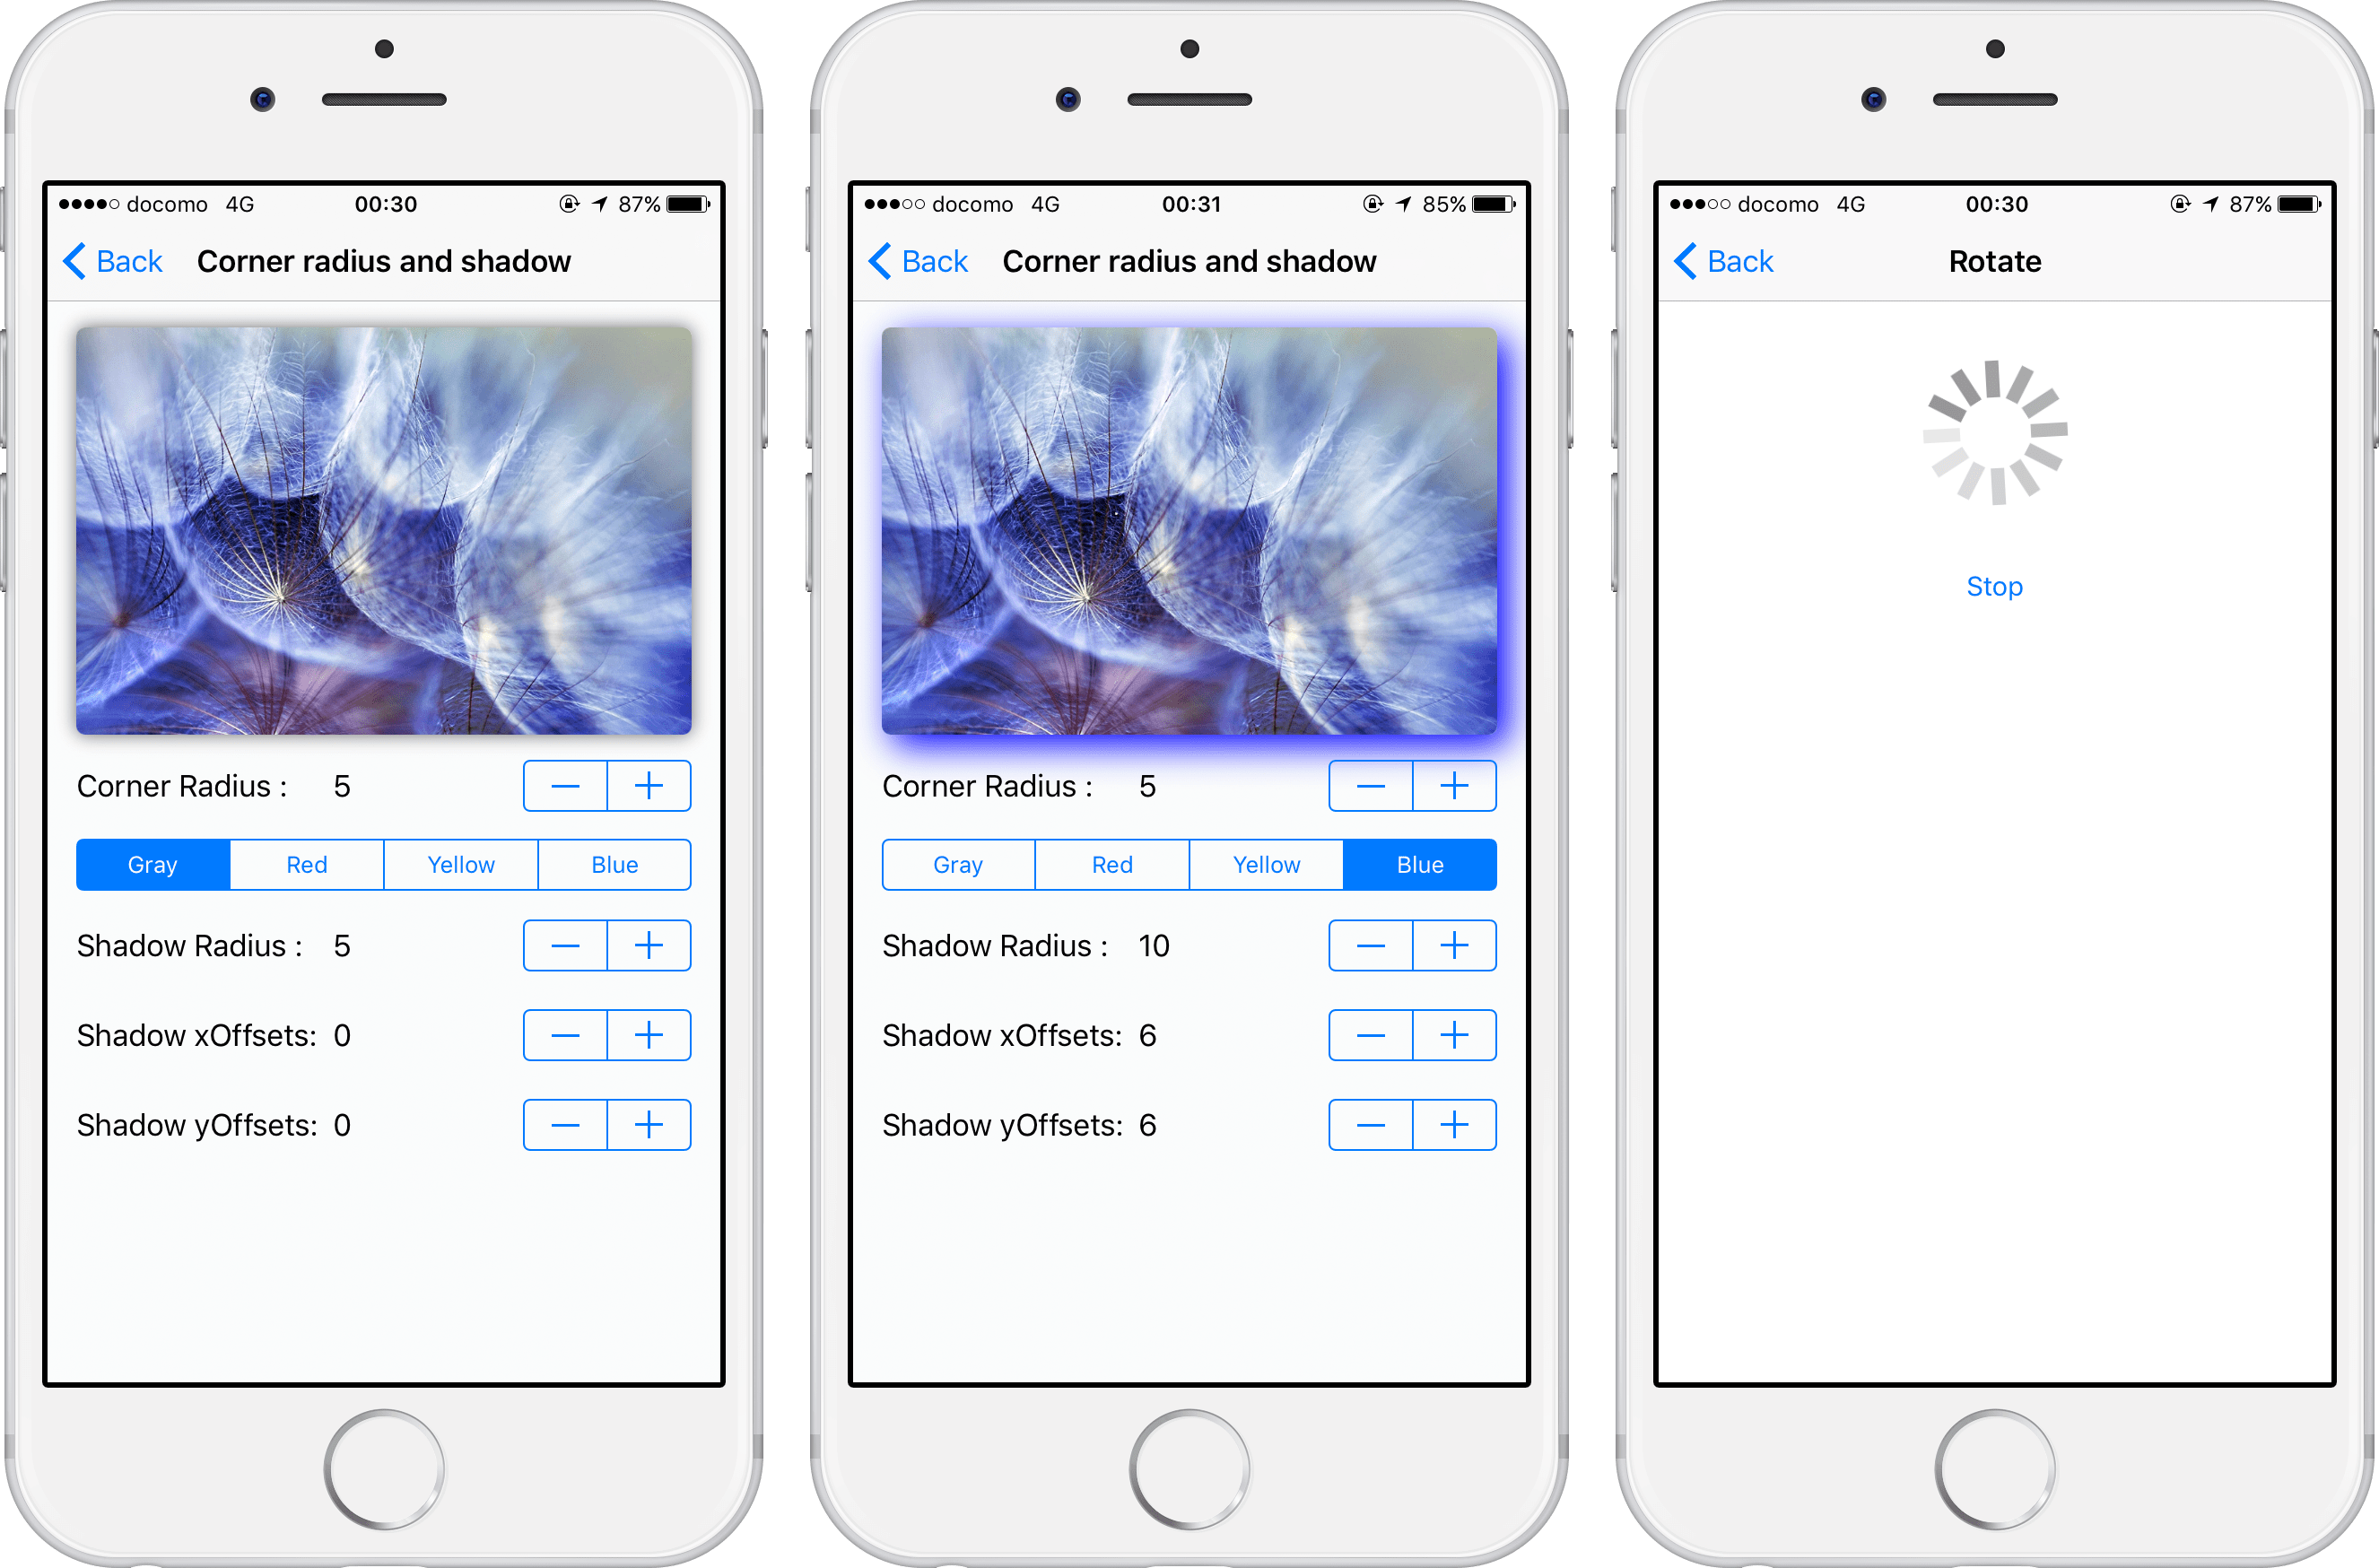 docomo 4G 00:30 87%
Back Corner radius and shadow
Corner Radius : 5
Gray Red Yellow Blue
Shadow Radius : 5
Shadow xOffsets: 0
Shadow yOffsets: 0
docomo 4G 00:31 85%
Back Corner radius and shadow
Corner Radius : 5
Gray Red Yellow Blue
Shadow Radius : 10
Shadow xOffsets: 6
Shadow yOffsets: 6
docomo 4G 00:30 87%
Back Rotate
Stop